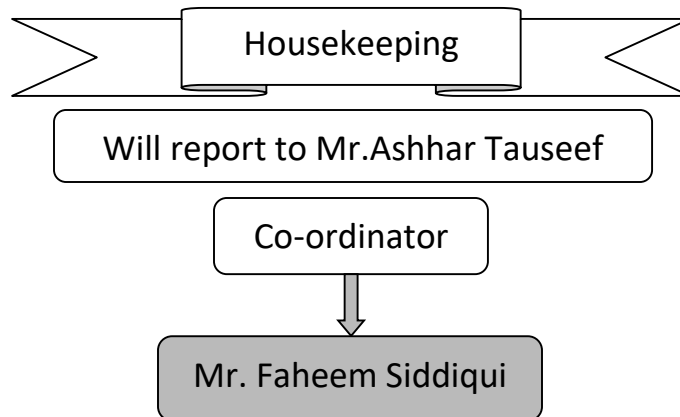 Housekeeping
Will report to Mr.Ashhar Tauseef
Co-ordinator
Mr. Faheem Siddiqui